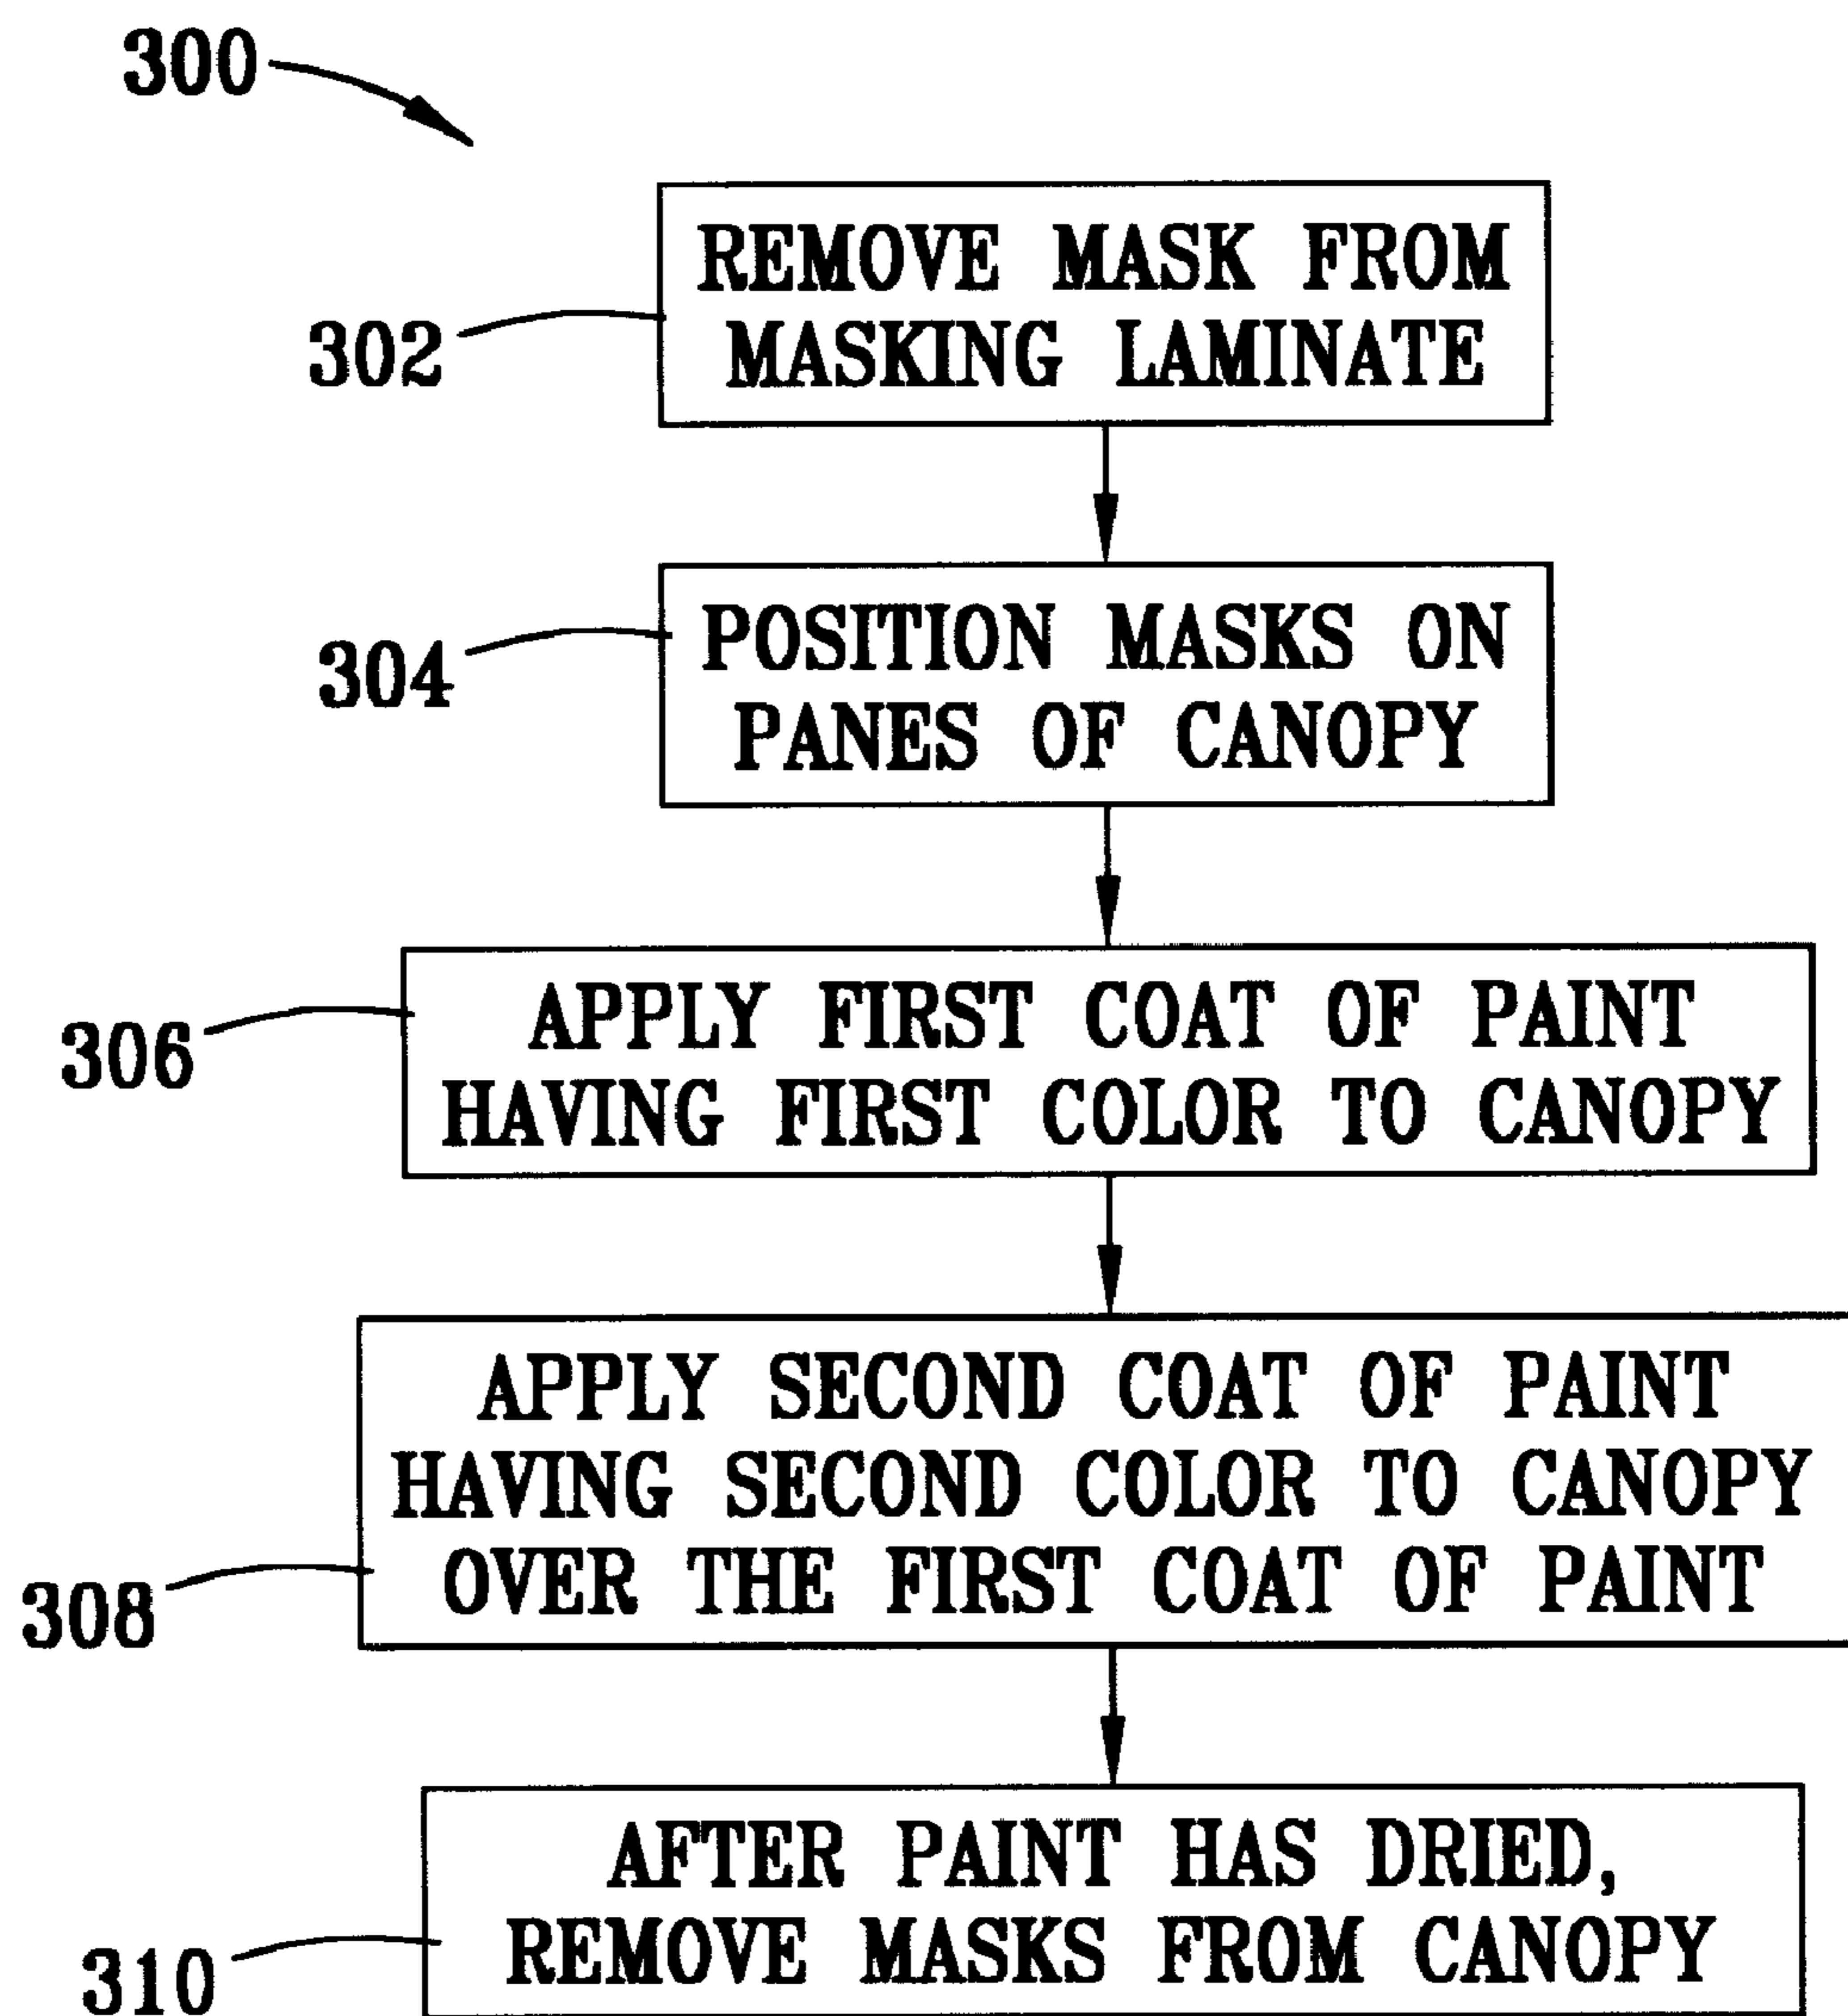 300
REMOVE MASK FROM
MASKING LAMINATE
302
POSITION MASKS ON
PANES OF CANOPY
304
APPLY FIRST COAT OF PAINT
HAVING FIRST COLOR TO CANOPY
306
APPLY SECOND COAT OF PAINT
HAVING SECOND COLOR TO CANOPY
OVER THE FIRST COAT OF PAINT
308
AFTER PAINT HAS DRIED,
REMOVE MASKS FROM CANOPY
310